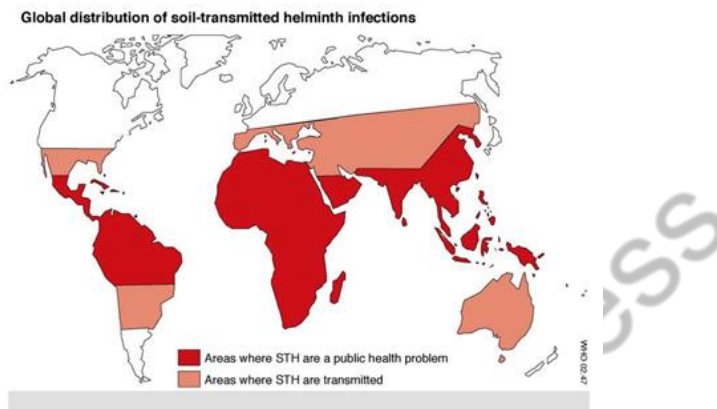 Global distribution of soil-transmitted helminth infections
Areas where STH are a public health problem
Areas where STH are transmitted
WHO 02.47
ess